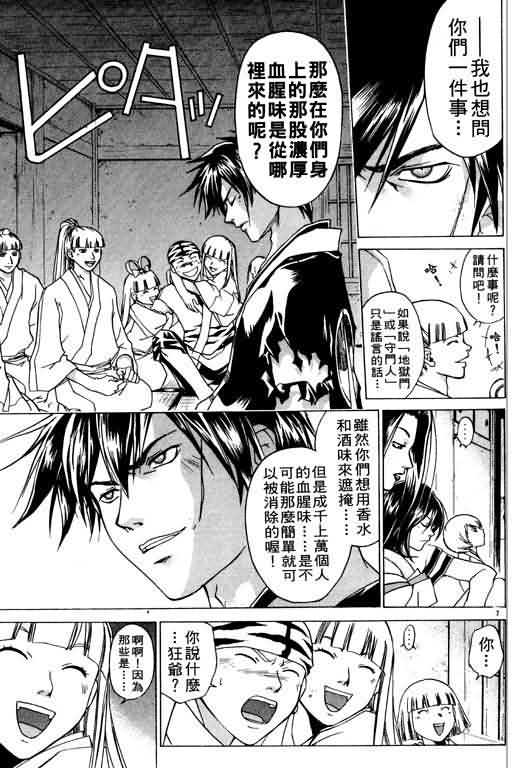 ——我也想問
你們一件事…
那麼在你們身
上的那股濃厚
血腥味是從哪
裡來的呢？
ピクッ
什麼事呢？
請問吧！
哈！
哈！
如果說「地獄門
」或「守門人」
只是謠言的話…
雖然你們想用香水
和酒味來遮掩……
但是成千上萬個人
的血腥味……是不
可能那麼簡單就可
以被消除的喔！
…
…
7
你…
你說什麼
…狂爺？
啊啊！因為
那些是……